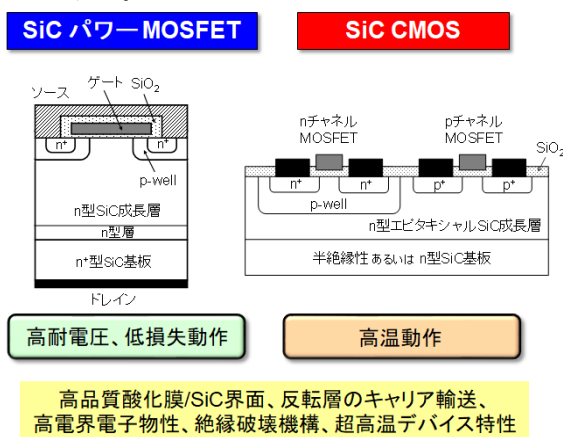 SiC パワーMOSFET
SiC CMOS
ソース
ゲート
SiO2
n+
n+
p-well
n型SiC成長層
n型層
n+型SiC基板
ドレイン
nチャネル
MOSFET
pチャネル
MOSFET
SiO2
n+
n+
p+
p+
p-well
n型エピタキシャルSiC成長層
半絶縁性あるいは n型SiC基板
高耐電圧、低損失動作
高温動作
高品質酸化膜/SiC界面、反転層のキャリア輸送、
高電界電子物性、絶縁破壊機構、超高温デバイス特性